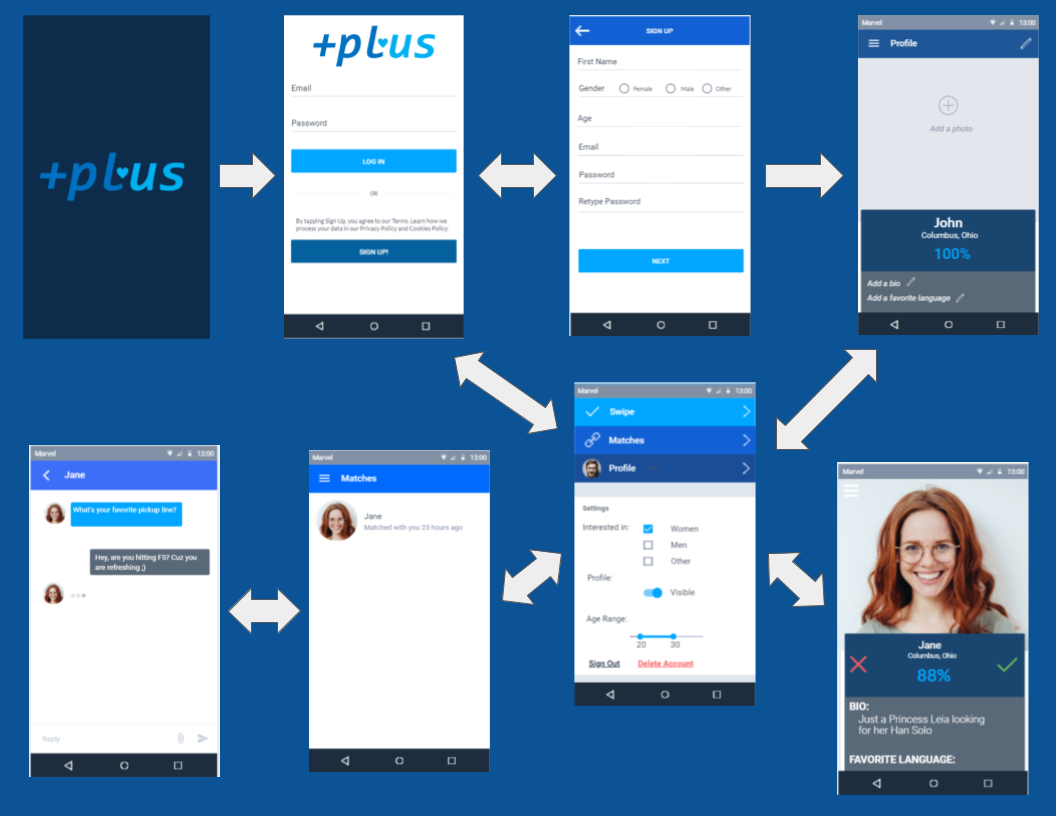 +plus
+plus
Email
Password
LOG IN
OR
By tapping Sign Up, you agree to our Terms. Learn how we
process your data in our Privacy Policy and Cookies Policy.
SIGN UP!
SIGN UP
First Name
Gender Female Male Other
Age
Email
Password
Retype Password
NEXT
Marvel 13:00
Profile
Add a photo
John
Columbus, Ohio
100%
Add a bio
Add a favorite language
Marvel 13:00
Jane
What's your favorite pickup line?
Hey, are you hitting F5? Cuz you
are refreshing ;)
Reply
Marvel 13:00
Matches
Jane
Matched with you 23 hours ago
Marvel 13:00
Swipe
Matches
Profile
Settings
Interested in: Women
Men
Other
Profile:
Visible
Age Range:
20 30
Sign Out Delete Account
Marvel 13:00
Jane
Columbus, Ohio
88%
BIO:
Just a Princess Leia looking
for her Han Solo
FAVORITE LANGUAGE: